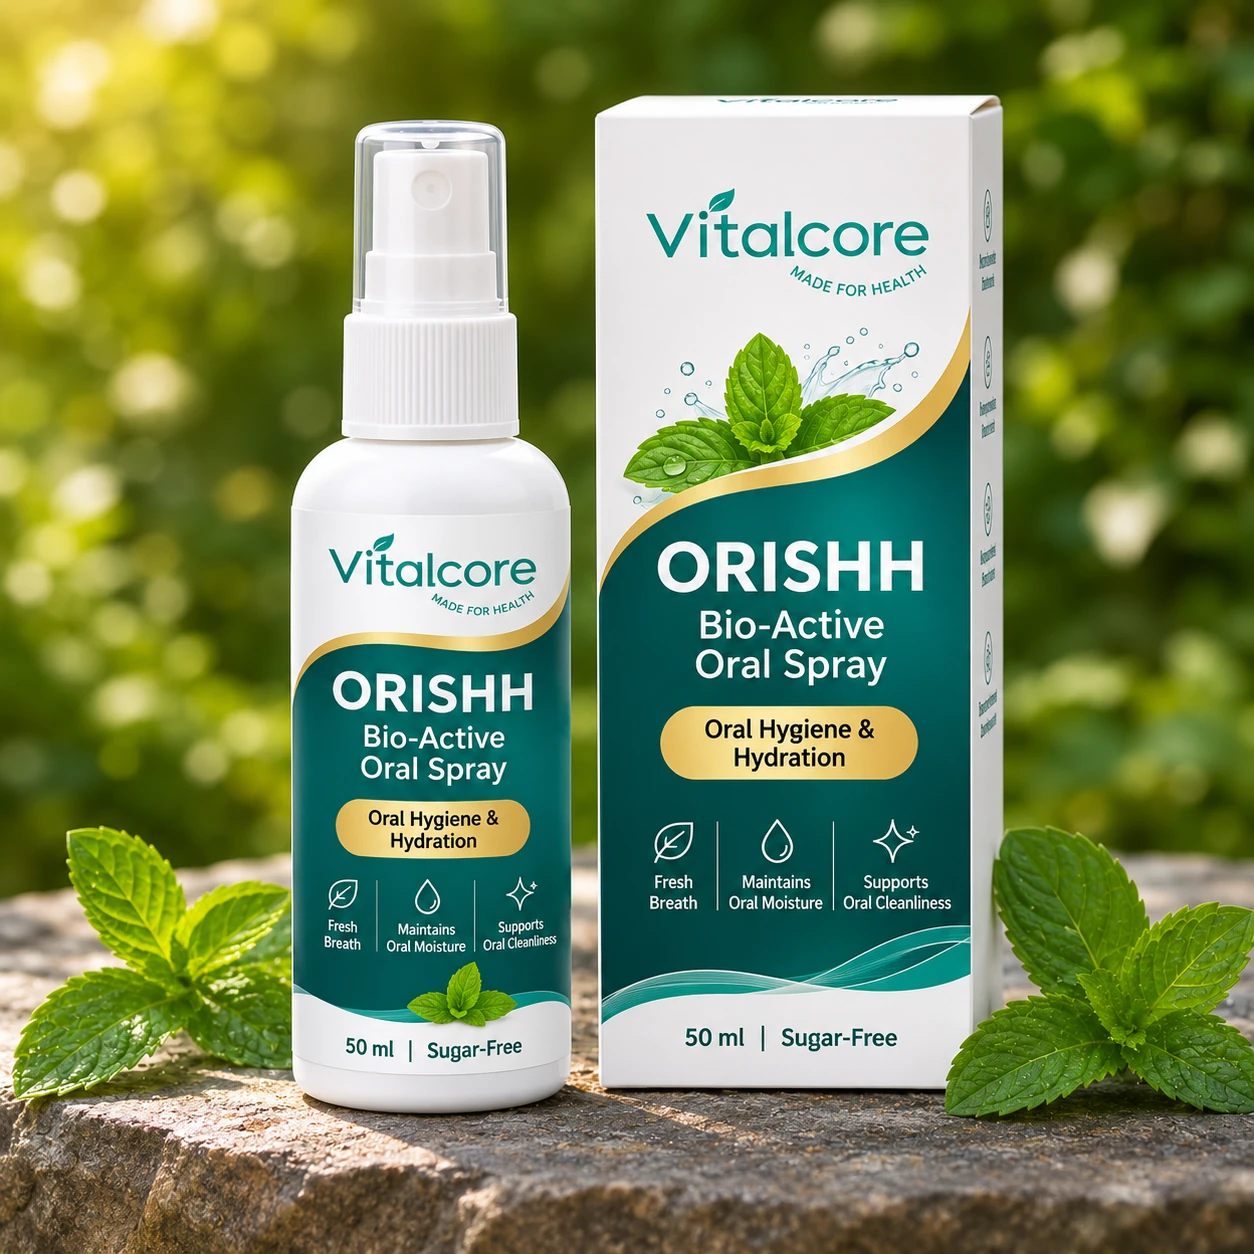 Vitalcore
MADE FOR HEALTH
ORISHH
Bio-Active
Oral Spray
Oral Hygiene &
Hydration
Fresh
Breath
Maintains
Oral Moisture
Supports
Oral Cleanliness
50 ml | Sugar-Free
Vitalcore
Vitalcore
MADE FOR HEALTH
ORISHH
Bio-Active
Oral Spray
Oral Hygiene &
Hydration
Fresh
Breath
Maintains
Oral Moisture
Supports
Oral Cleanliness
50 ml | Sugar-Free